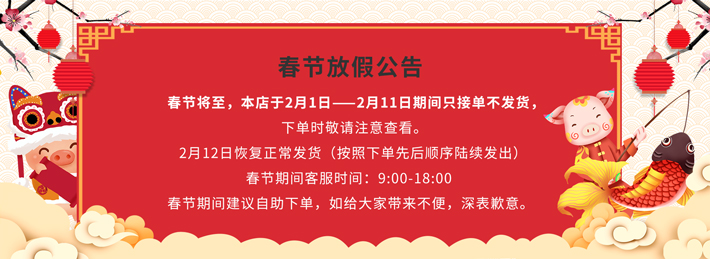 春节放假公告
春节将至，本店于2月1日——2月11日期间只接单不发货，
下单时敬请注意查看。
2月12日恢复正常发货（按照下单先后顺序陆续发出）
春节期间客服时间：9:00-18:00
春节期间建议自助下单，如给大家带来不便，深表歉意。